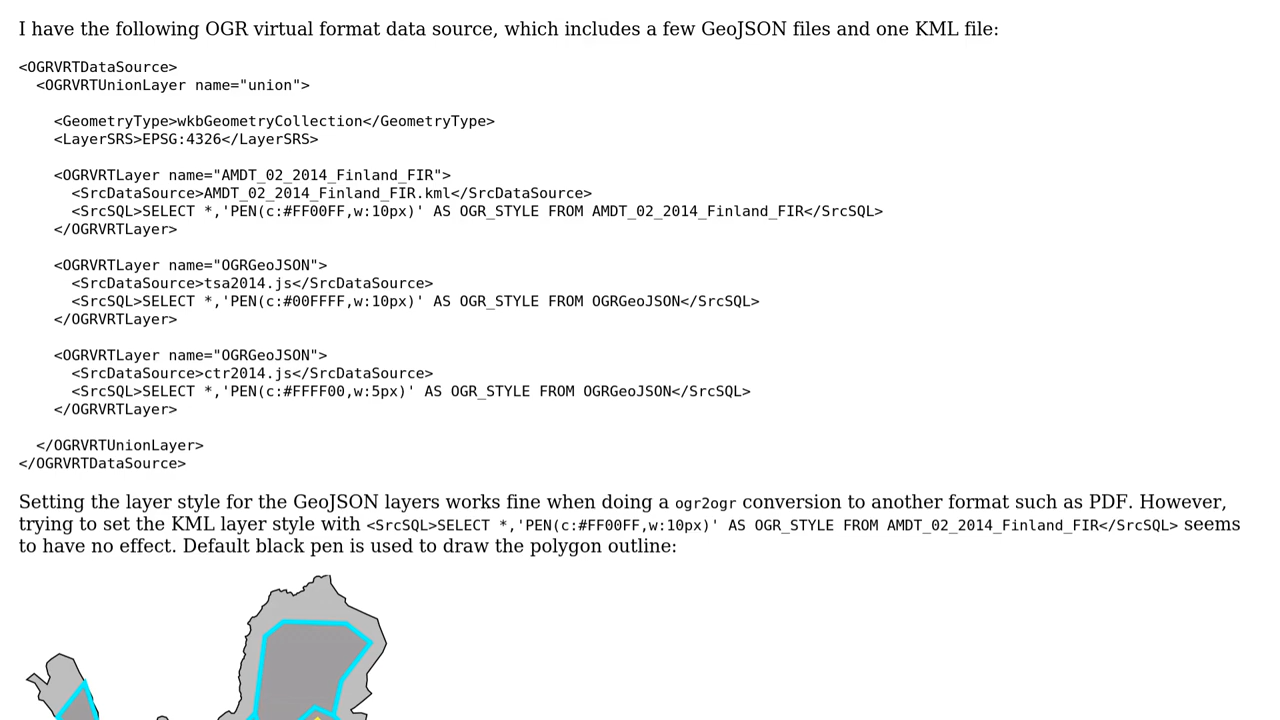 I have the following OGR virtual format data source, which includes a few GeoJSON files and one KML file:
<OGRVRTDataSource>
  <OGRVRTUnionLayer name="union">
    <GeometryType>wkbGeometryCollection</GeometryType>
    <LayerSRS>EPSG:4326</LayerSRS>
    <OGRVRTLayer name="AMDT_02_2014_Finland_FIR">
      <SrcDataSource>AMDT_02_2014_Finland_FIR.kml</SrcDataSource>
      <SrcSQL>SELECT *,'PEN(c:#FF00FF,w:10px)' AS OGR_STYLE FROM AMDT_02_2014_Finland_FIR</SrcSQL>
    </OGRVRTLayer>
    <OGRVRTLayer name="OGRGeoJSON">
      <SrcDataSource>tsa2014.js</SrcDataSource>
      <SrcSQL>SELECT *,'PEN(c:#00FFFF,w:10px)' AS OGR_STYLE FROM OGRGeoJSON</SrcSQL>
    </OGRVRTLayer>
    <OGRVRTLayer name="OGRGeoJSON">
      <SrcDataSource>ctr2014.js</SrcDataSource>
      <SrcSQL>SELECT *,'PEN(c:#FFFF00,w:5px)' AS OGR_STYLE FROM OGRGeoJSON</SrcSQL>
    </OGRVRTLayer>
  </OGRVRTUnionLayer>
</OGRVRTDataSource>
Setting the layer style for the GeoJSON layers works fine when doing a ogr2ogr conversion to another format such as PDF. However,
trying to set the KML layer style with <SrcSQL>SELECT *,'PEN(c:#FF00FF,w:10px)' AS OGR_STYLE FROM AMDT_02_2014_Finland_FIR</SrcSQL> seems
to have no effect. Default black pen is used to draw the polygon outline: